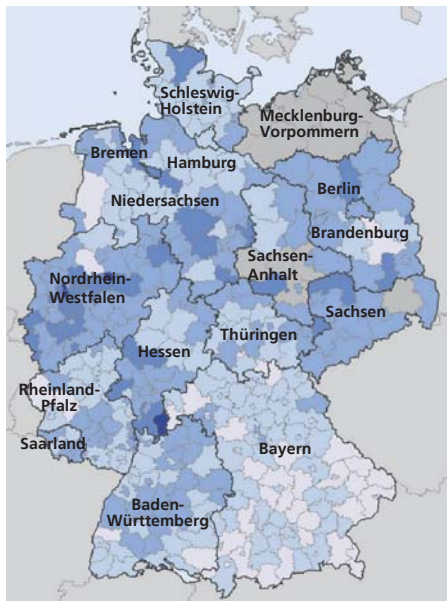 Schleswig-
Holstein
Mecklenburg-
Vorpommern
Bremen
Hamburg
Niedersachsen
Berlin
Brandenburg
Sachsen-
Anhalt
Nordrhein-
Westfalen
Sachsen
Thüringen
Hessen
Rheinland-
Pfalz
Saarland
Bayern
Baden-
Württemberg